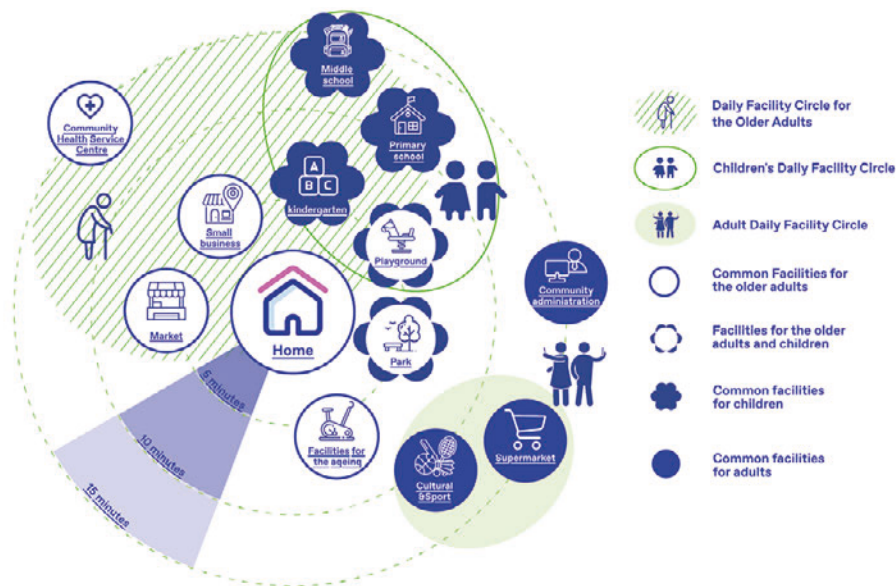 Middle
school
Community
Health Service
Centre
Primary
school
A
B C
kindergarten
Small
business
Playground
Community
administration
Market
Home
Park
5 minutes
10 minutes
15 minutes
Facilities for
the ageing
Cultural
&Sport
Supermarket
Daily Facility Circle for
the Older Adults
Children's Daily Facility Circle
Adult Daily Facility Circle
Common Facilities for
the older adults
Facilities for the older
adults and children
Common facilities
for children
Common facilities
for adults